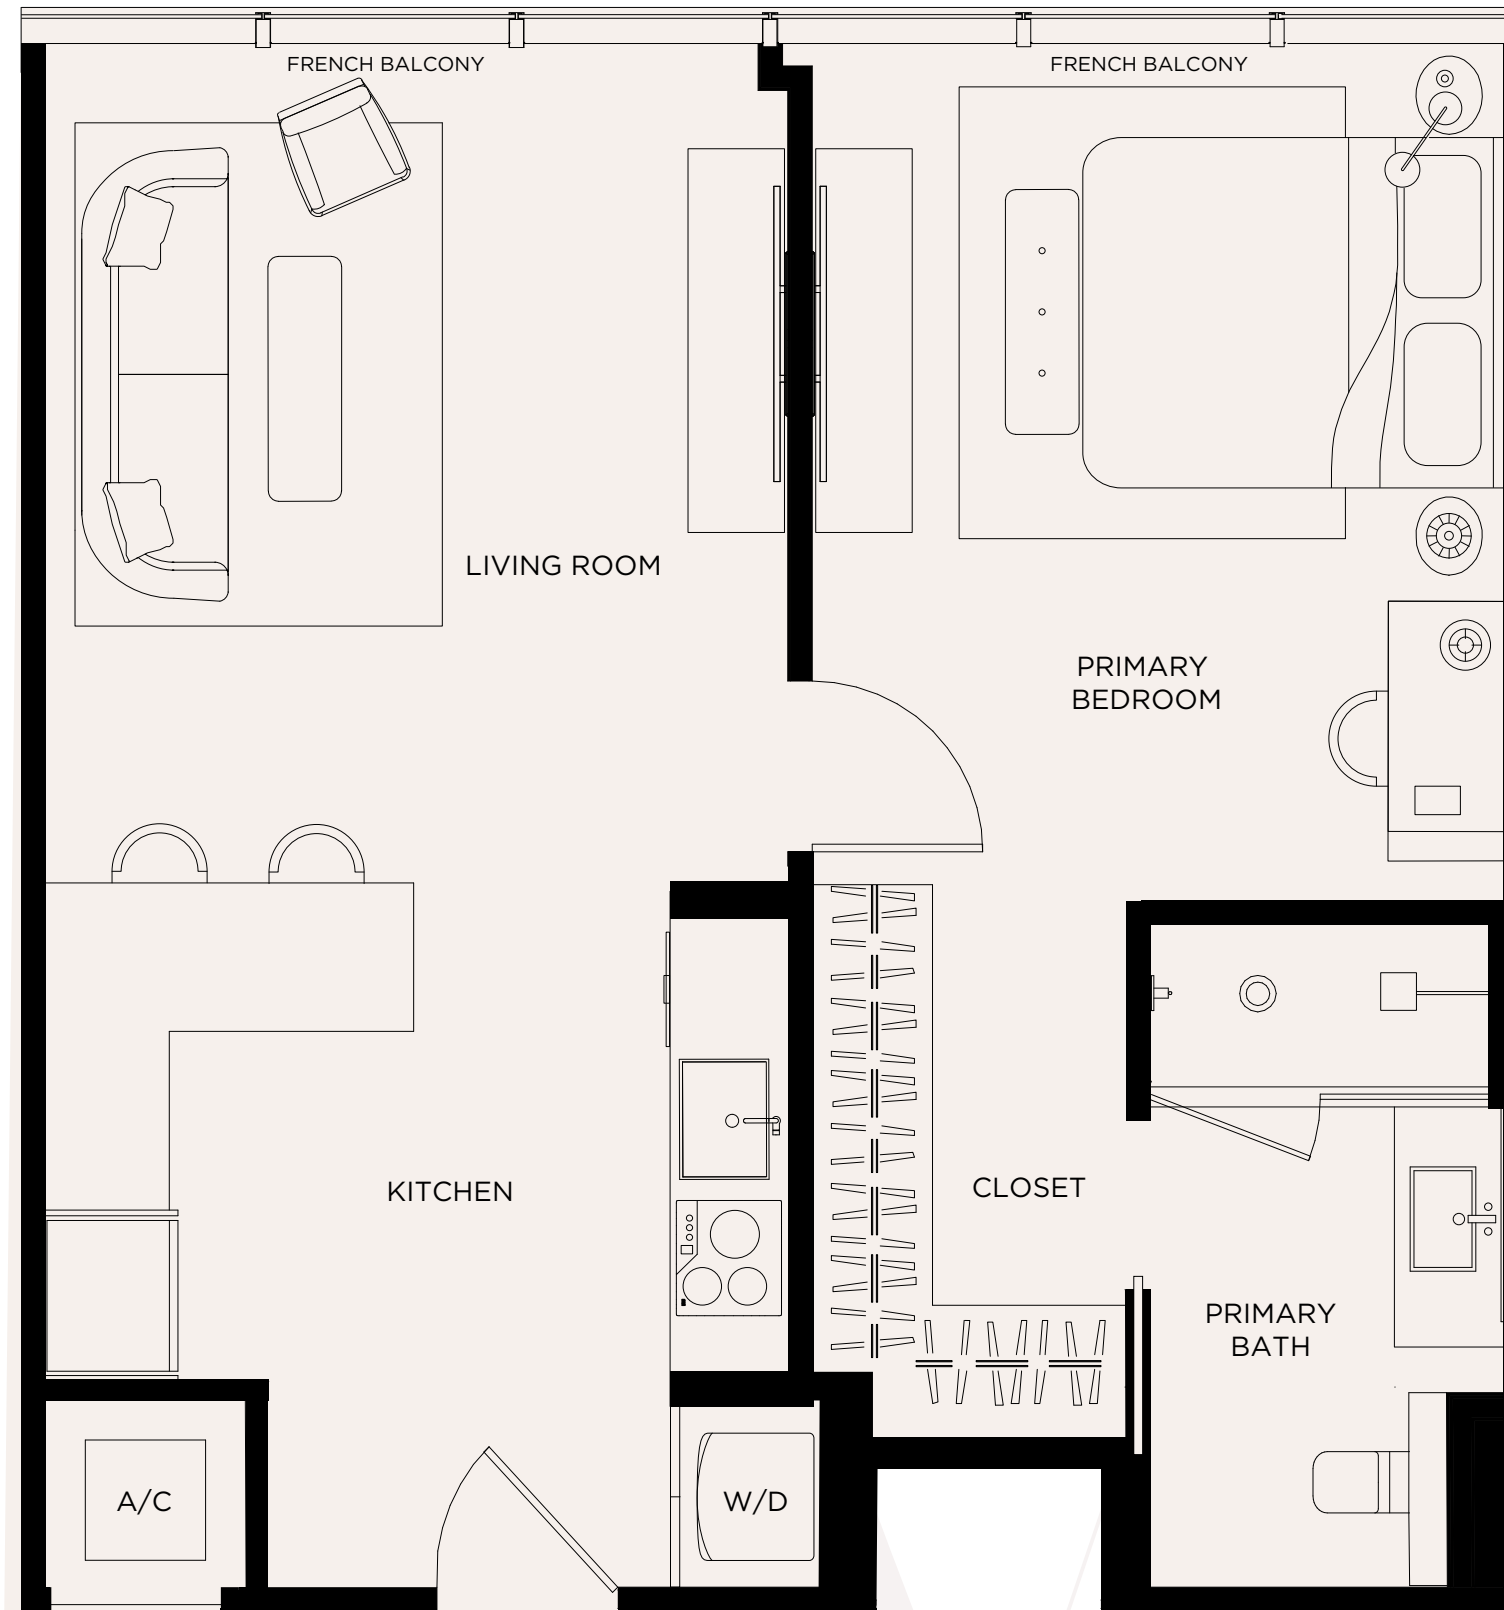 FRENCH BALCONY
FRENCH BALCONY
LIVING ROOM
PRIMARY
BEDROOM
KITCHEN
CLOSET
PRIMARY
BATH
A/C
W/D